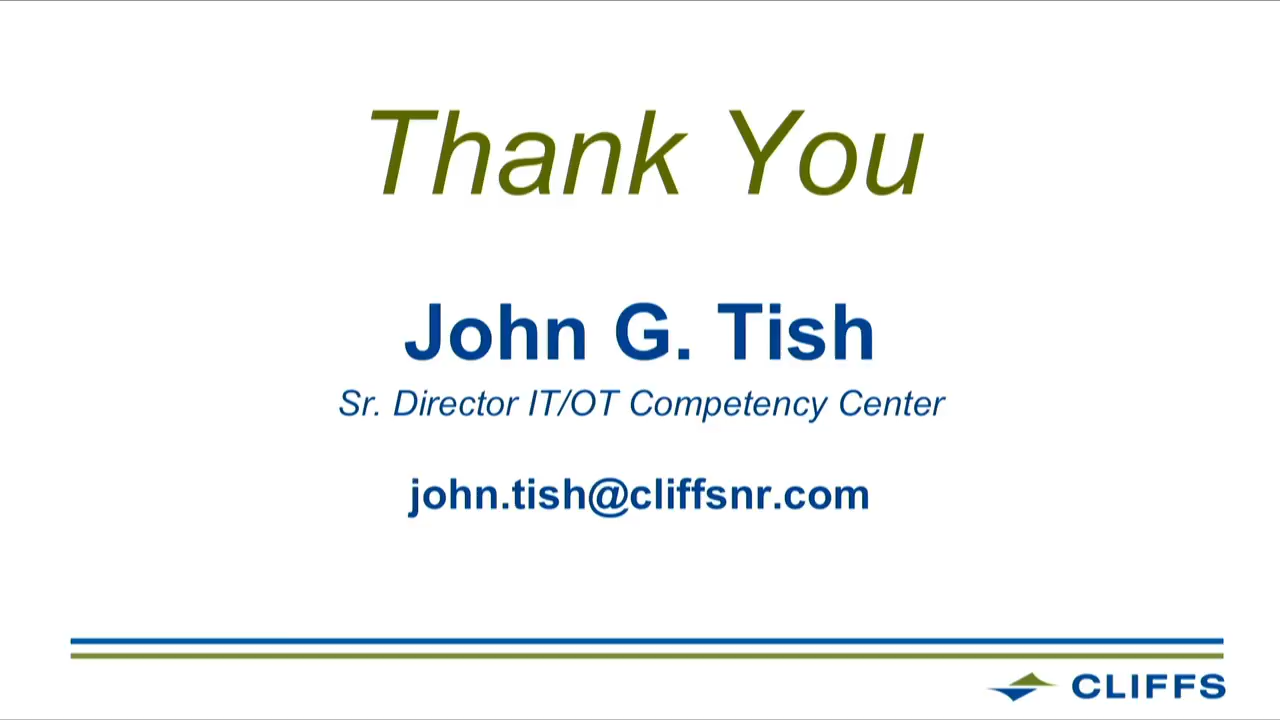 Thank You
John G. Tish
Sr. Director IT/OT Competency Center
john.tish@cliffsnr.com
CLIFFS